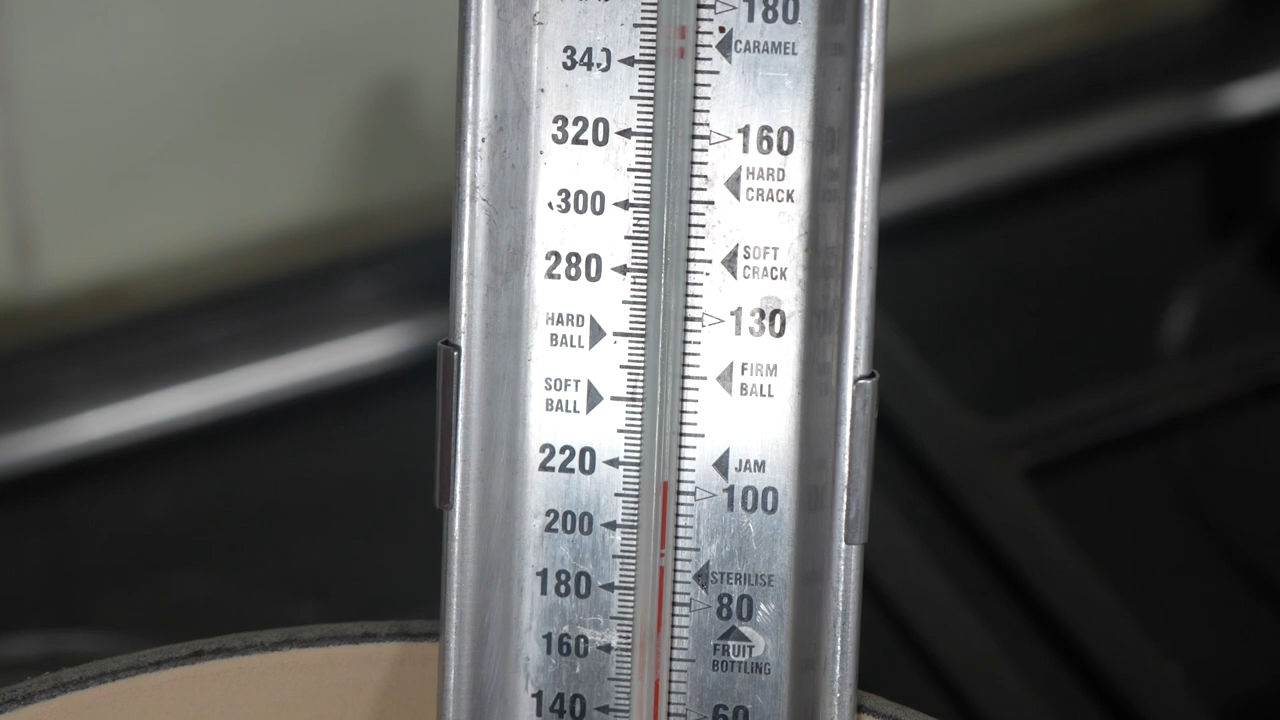 180
CARAMEL
340
320
160
HARD
CRACK
300
SOFT
CRACK
280
HARD
BALL
130
FIRM
BALL
SOFT
BALL
220
JAM
100
200
STERILISE
180
80
FRUIT
BOTTLING
160
140
60